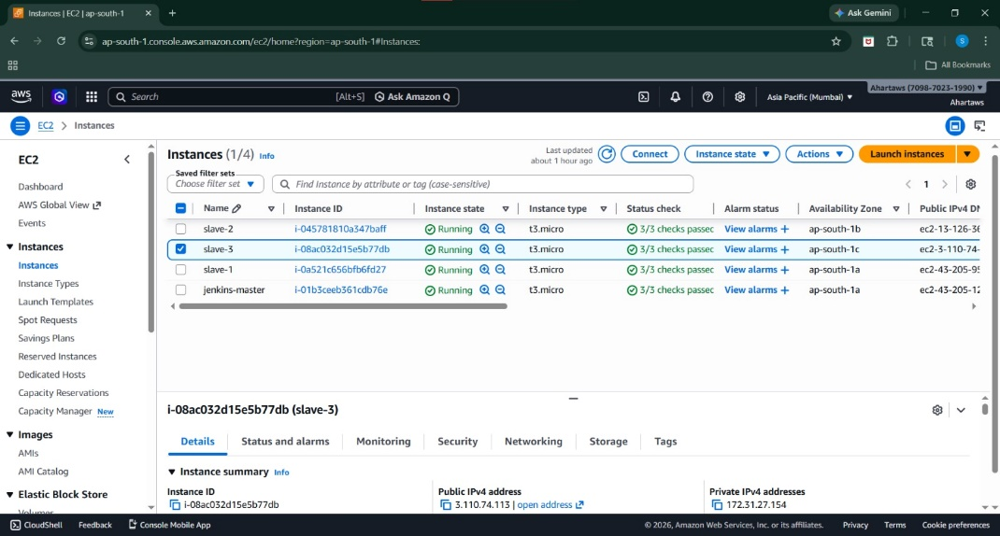 Instances | EC2 | ap-south-1
Ask Gemini
ap-south-1.console.aws.amazon.com/ec2/home?region=ap-south-1#Instances:
S
All Bookmarks
aws
Search
[Alt+S]
Ask Amazon Q
Asia Pacific (Mumbai)
Ahartaws (7098-7023-1990)
Ahartaws
EC2
Instances
EC2
Dashboard
AWS Global View
Events
Instances
Instances
Instance Types
Launch Templates
Spot Requests
Savings Plans
Reserved Instances
Dedicated Hosts
Capacity Reservations
Capacity Manager New
Images
AMIs
AMI Catalog
Elastic Block Store
Volumes
Instances (1/4) Info
Last updated
about 1 hour ago
Connect
Instance state
Actions
Launch instances
Saved filter sets
Choose filter set
Find Instance by attribute or tag (case-sensitive)
1
Name Instance ID Instance state Instance type Status check Alarm status Availability Zone Public IPv4 DN
slave-2 i-045781810a347baff Running t3.micro 3/3 checks passec View alarms + ap-south-1b ec2-13-126-36
slave-3 i-08ac032d15e5b77db Running t3.micro 3/3 checks passec View alarms + ap-south-1c ec2-3-110-74-
slave-1 i-0a521c656bfb6fd27 Running t3.micro 3/3 checks passec View alarms + ap-south-1a ec2-43-205-95
jenkins-master i-01b3ceeb361cdb76e Running t3.micro 3/3 checks passec View alarms + ap-south-1a ec2-43-205-12
i-08ac032d15e5b77db (slave-3)
Details Status and alarms Monitoring Security Networking Storage Tags
Instance summary Info
Instance ID
i-08ac032d15e5b77db
Public IPv4 address
3.110.74.113 | open address
Private IPv4 addresses
172.31.27.154
CloudShell Feedback Console Mobile App
© 2026, Amazon Web Services, Inc. or its affiliates. Privacy Terms Cookie preferences